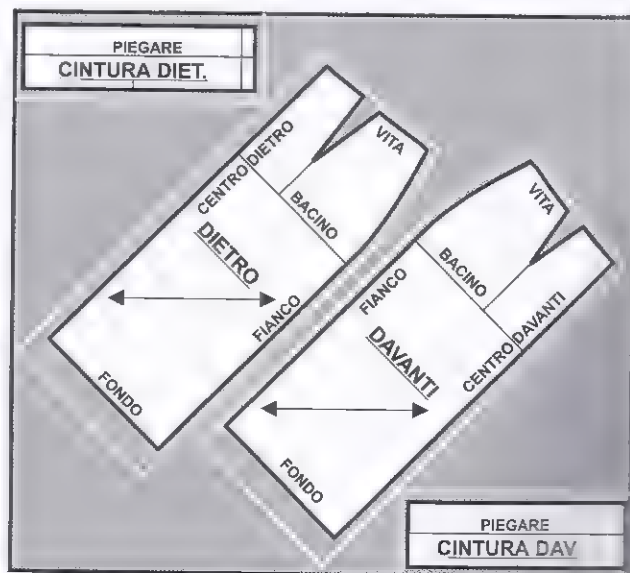 PIEGARE
CINTURA DIET.
CENTRO DIETRO
VITA
BACINO
DIETRO
FIANCO
FONDO
VITA
BACINO
FIANCO
DAVANTI
CENTRO DAVANTI
FONDO
PIEGARE
CINTURA DAV